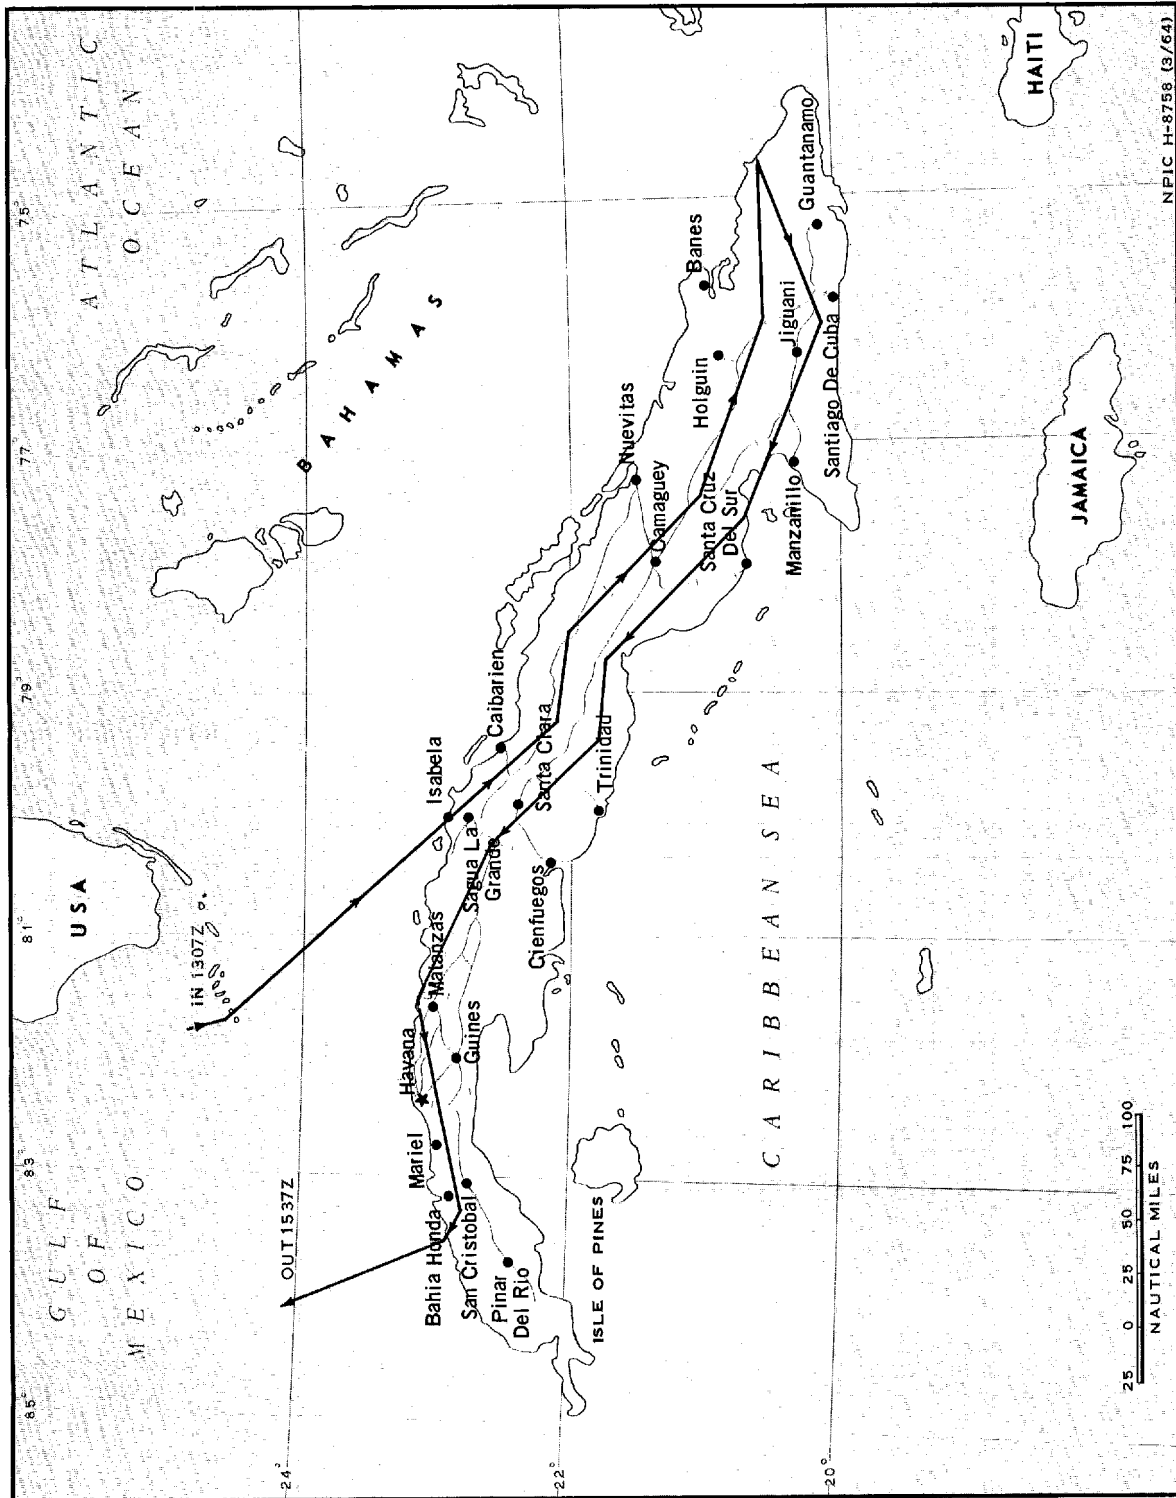 85°
83
81°
79°
77°
75°
GULF
OF
MEXICO
USA
ATLANTIC
OCEAN
BAHAMAS
IN 1307Z
OUT 1537Z
24°
22°
20°
Havana
Mariel
Bahia Honda
San Cristobal
Pinar
Del Rio
Guines
Matanzas
Isabela
Sagua La
Grande
Caibarien
Santa Clara
Cienfuegos
Trinidad
Nuevitas
Camaguey
Santa Cruz
Del Sur
Holguin
Banes
Manzanillo
Jiguani
Santiago De Cuba
Guantanamo
ISLE OF PINES
CARIBBEAN SEA
JAMAICA
HAITI
25 0 25 50 75 100
NAUTICAL MILES
NPIC H-8758 (3/64)